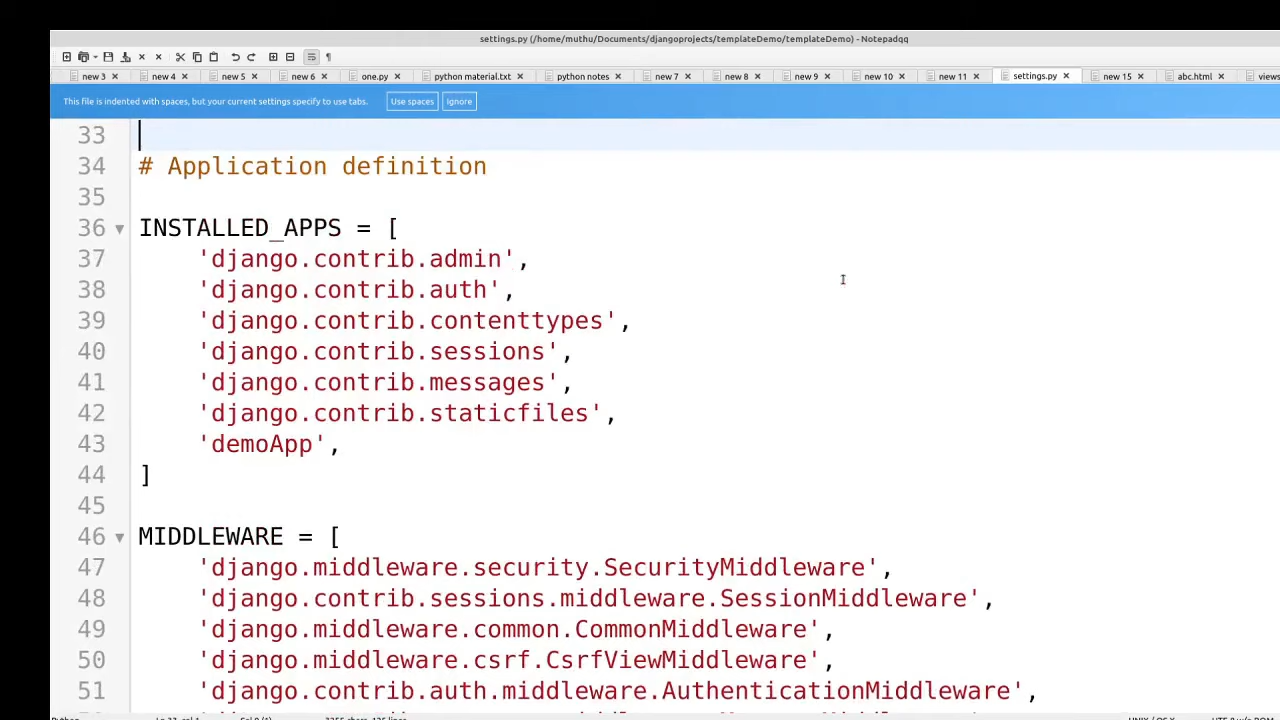 settings.py (/home/muthu/Documents/djangoprojects/templateDemo/templateDemo) - Notepadqq
new 3 new 4 new 5 new 6 one.py python material.txt python notes new 7 new 8 new 9 new 10 new 11 settings.py new 15 abc.html views
This file is indented with spaces, but your current settings specify to use tabs. Use spaces Ignore
33
34 # Application definition
35
36 INSTALLED_APPS = [
37 'django.contrib.admin',
38 'django.contrib.auth',
39 'django.contrib.contenttypes',
40 'django.contrib.sessions',
41 'django.contrib.messages',
42 'django.contrib.staticfiles',
43 'demoApp',
44 ]
45
46 MIDDLEWARE = [
47 'django.middleware.security.SecurityMiddleware',
48 'django.contrib.sessions.middleware.SessionMiddleware',
49 'django.middleware.common.CommonMiddleware',
50 'django.middleware.csrf.CsrfViewMiddleware',
51 'django.contrib.auth.middleware.AuthenticationMiddleware',